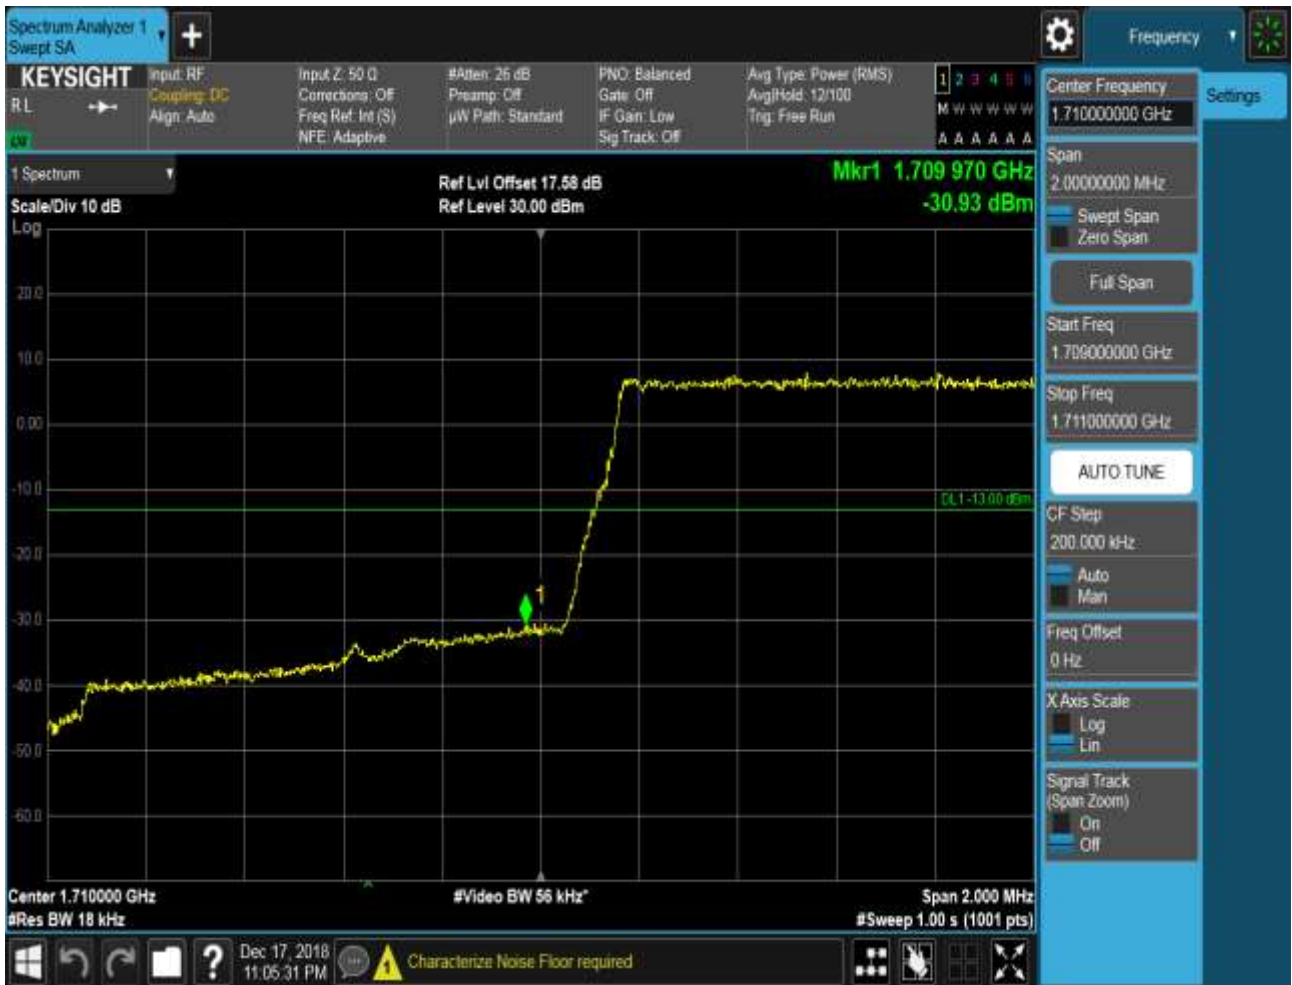 Spectrum Analyzer 1
Swept SA
Frequency
KEYSIGHT
RL
Input: RF
Coupling: DC
Align: Auto
Input Z: 50 Ω
Corrections: Off
Freq Ref: Int (S)
NFE: Adaptive
#Atten: 26 dB
Preamp: Off
µW Path: Standard
PNO: Balanced
Gate: Off
IF Gain: Low
Sig Track: Off
Avg Type: Power (RMS)
Avg|Hold: 12/100
Trig: Free Run
1 2 3 4 5 6
M W W W W W
A A A A A A
1 Spectrum
Scale/Div 10 dB
Log
Ref Lvl Offset 17.58 dB
Ref Level 30.00 dBm
Mkr1 1.709 970 GHz
-30.93 dBm
20.0
10.0
0.00
-10.0
-20.0
-30.0
-40.0
-50.0
-60.0
DL1 -13.00 dBm
1
Center 1.710000 GHz
#Res BW 18 kHz
#Video BW 56 kHz*
Span 2.000 MHz
#Sweep 1.00 s (1001 pts)
Center Frequency
1.710000000 GHz
Settings
Span
2.00000000 MHz
Swept Span
Zero Span
Full Span
Start Freq
1.709000000 GHz
Stop Freq
1.711000000 GHz
AUTO TUNE
CF Step
200.000 kHz
Auto
Man
Freq Offset
0 Hz
X Axis Scale
Log
Lin
Signal Track
(Span Zoom)
On
Off
?
Dec 17, 2018
11:05:31 PM
1
Characterize Noise Floor required